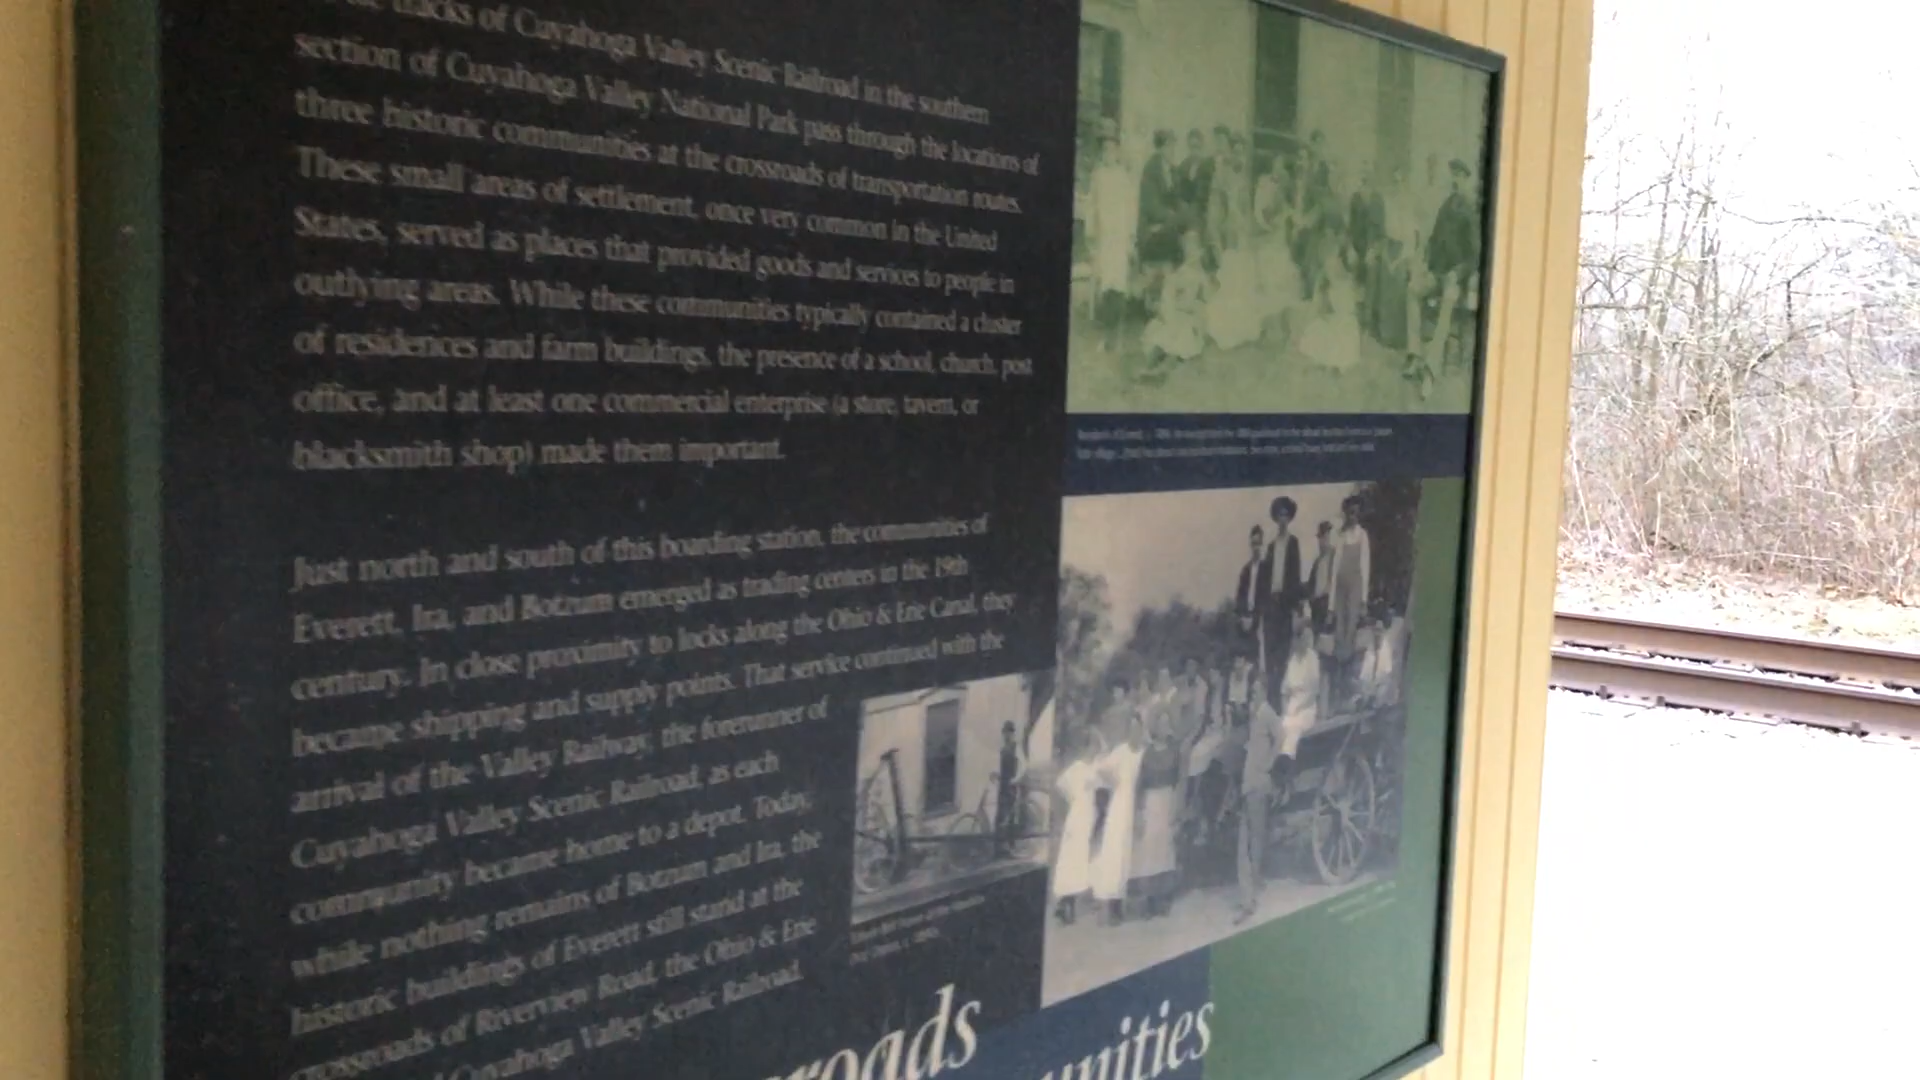 tracks of Cuyahoga Valley Scenic Railroad in the southern
section of Cuyahoga Valley National Park pass through the locations of
three historic communities at the crossroads of transportation routes.
These small areas of settlement, once very common in the United
States, served as places that provided goods and services to people in
outlying areas. While these communities typically contained a cluster
of residences and farm buildings, the presence of a school, church, post
office, and at least one commercial enterprise (a store, tavern, or
blacksmith shop) made them important.
Just north and south of this boarding station, the communities of
Everett, Ira, and Botzum emerged as trading centers in the 19th
century. In close proximity to locks along the Ohio & Erie Canal, they
became shipping and supply points. That service continued with the
arrival of the Valley Railway, the forerunner of
Cuyahoga Valley Scenic Railroad, as each
community became home to a depot. Today,
while nothing remains of Botzum and Ira, the
historic buildings of Everett still stand at the
crossroads of Riverview Road, the Ohio & Erie
Cuyahoga Valley Scenic Railroad.
roads
unities